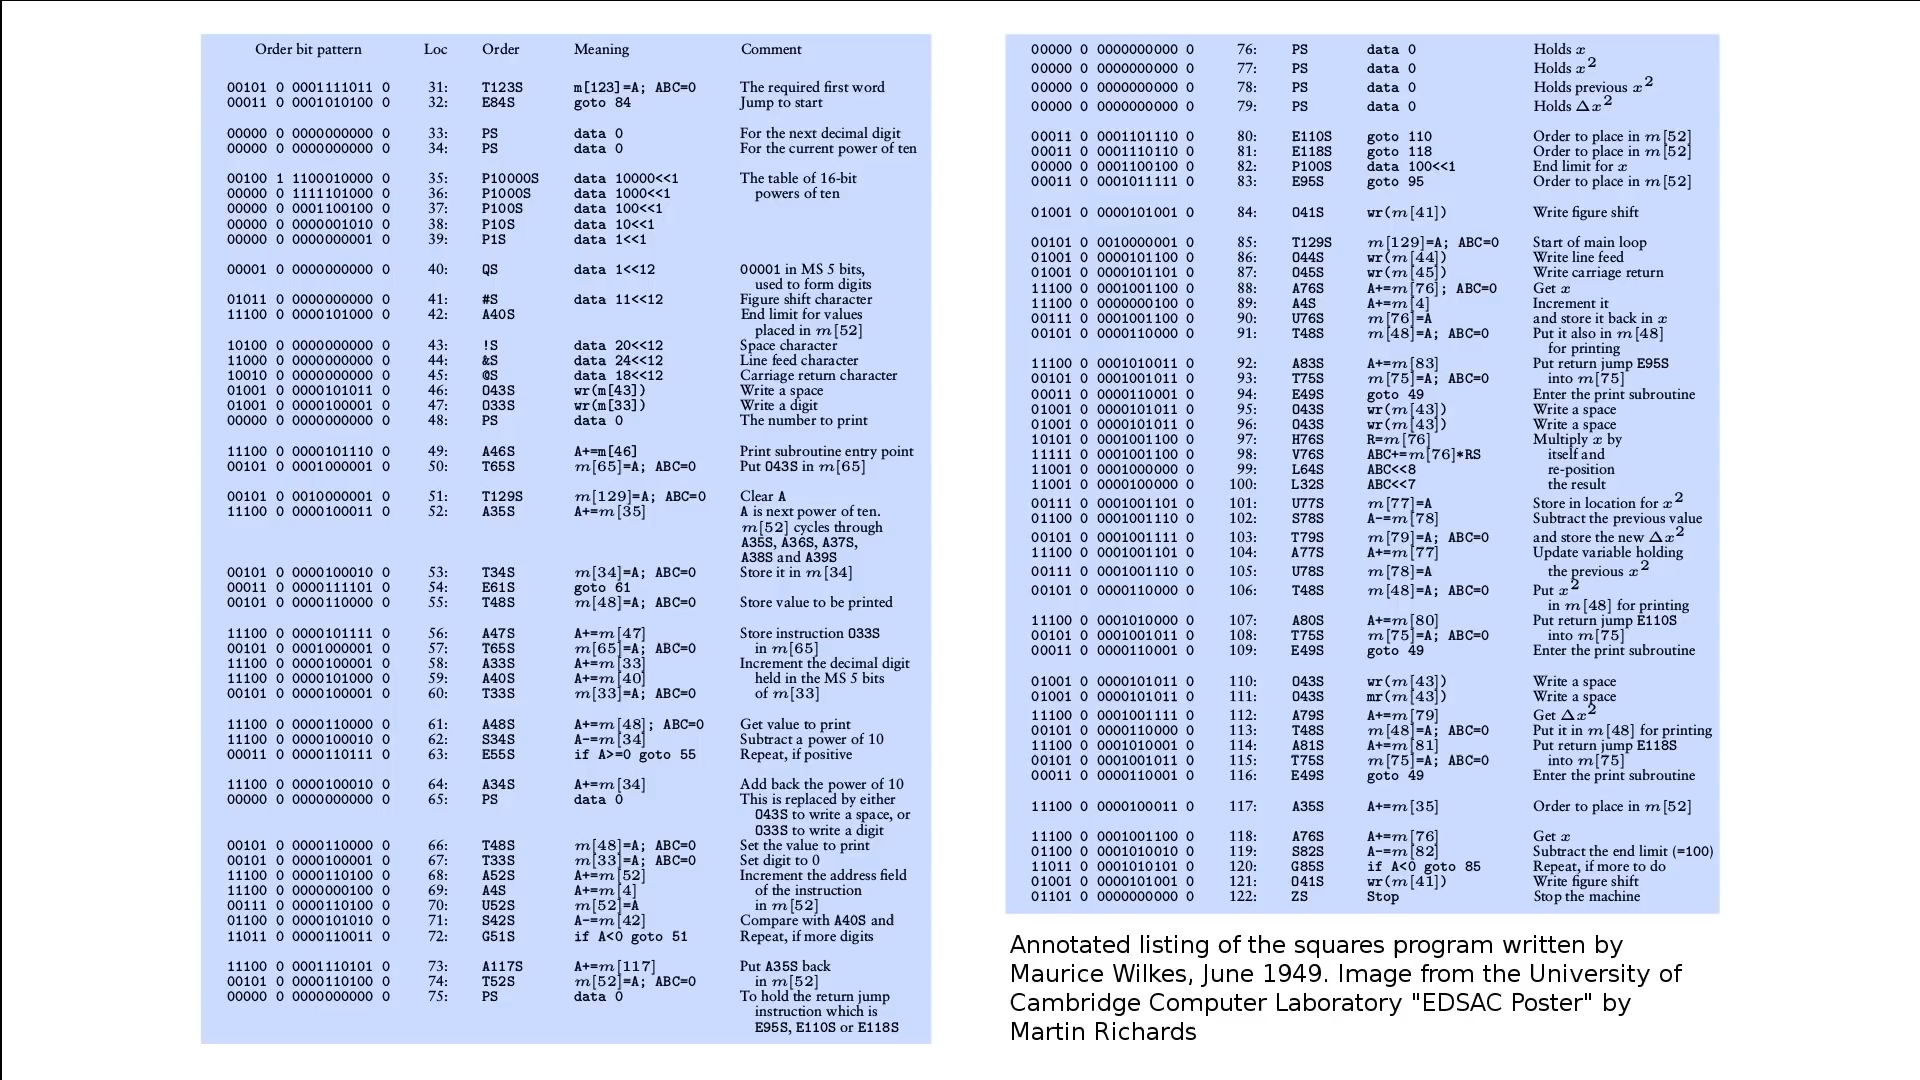 Order bit pattern Loc Order Meaning Comment
00101 0 0001111011 0 31: T123S m[123]=A; ABC=0 The required first word
00011 0 0001010100 0 32: E84S goto 84 Jump to start
00000 0 0000000000 0 33: PS data 0 For the next decimal digit
00000 0 0000000000 0 34: PS data 0 For the current power of ten
00100 1 1100010000 0 35: P10000S data 10000<<1 The table of 16-bit
00000 0 1111101000 0 36: P1000S data 1000<<1 powers of ten
00000 0 0001100100 0 37: P100S data 100<<1
00000 0 0000001010 0 38: P10S data 10<<1
00000 0 0000000001 0 39: P1S data 1<<1
00001 0 0000000000 0 40: QS data 1<<12 00001 in MS 5 bits,
used to form digits
01011 0 0000000000 0 41: #S data 11<<12 Figure shift character
11100 0 0000101000 0 42: A40S End limit for values
placed in m[52]
10100 0 0000000000 0 43: !S data 20<<12 Space character
11000 0 0000000000 0 44: &S data 24<<12 Line feed character
10010 0 0000000000 0 45: @S data 18<<12 Carriage return character
01001 0 0000101011 0 46: O43S wr(m[43]) Write a space
01001 0 0000100001 0 47: O33S wr(m[33]) Write a digit
00000 0 0000000000 0 48: PS data 0 The number to print
11100 0 0000101110 0 49: A46S A+=m[46] Print subroutine entry point
00101 0 0001000001 0 50: T65S m[65]=A; ABC=0 Put O43S in m[65]
00101 0 0010000001 0 51: T129S m[129]=A; ABC=0 Clear A
11100 0 0000100011 0 52: A35S A+=m[35] A is next power of ten.
m[52] cycles through
A35S, A36S, A37S,
A38S and A39S
00101 0 0000100010 0 53: T34S m[34]=A; ABC=0 Store it in m[34]
00011 0 0000111101 0 54: E61S goto 61
00101 0 0000110000 0 55: T48S m[48]=A; ABC=0 Store value to be printed
11100 0 0000101111 0 56: A47S A+=m[47] Store instruction O33S
00101 0 0001000001 0 57: T65S m[65]=A; ABC=0 in m[65]
11100 0 0000100001 0 58: A33S A+=m[33] Increment the decimal digit
11100 0 0000101000 0 59: A40S A+=m[40] held in the MS 5 bits
00101 0 0000100001 0 60: T33S m[33]=A; ABC=0 of m[33]
11100 0 0000110000 0 61: A48S A+=m[48]; ABC=0 Get value to print
11100 0 0000100010 0 62: S34S A-=m[34] Subtract a power of 10
00011 0 0000110111 0 63: E55S if A>=0 goto 55 Repeat, if positive
11100 0 0000100010 0 64: A34S A+=m[34] Add back the power of 10
00000 0 0000000000 0 65: PS data 0 This is replaced by either
O43S to write a space, or
O33S to write a digit
00101 0 0000110000 0 66: T48S m[48]=A; ABC=0 Set the value to print
00101 0 0000100001 0 67: T33S m[33]=A; ABC=0 Set digit to 0
11100 0 0000110100 0 68: A52S A+=m[52] Increment the address field
11100 0 0000000100 0 69: A4S A+=m[4] of the instruction
00111 0 0000110100 0 70: U52S m[52]=A in m[52]
01100 0 0000101010 0 71: S42S A-=m[42] Compare with A40S and
11011 0 0000110011 0 72: G51S if A<0 goto 51 Repeat, if more digits
11100 0 0001110101 0 73: A117S A+=m[117] Put A35S back
00101 0 0000110100 0 74: T52S m[52]=A; ABC=0 in m[52]
00000 0 0000000000 0 75: PS data 0 To hold the return jump
instruction which is
E95S, E110S or E118S
00000 0 0000000000 0 76: PS data 0 Holds x
00000 0 0000000000 0 77: PS data 0 Holds x²
00000 0 0000000000 0 78: PS data 0 Holds previous x²
00000 0 0000000000 0 79: PS data 0 Holds Δx²
00011 0 0001101110 0 80: E110S goto 110 Order to place in m[52]
00011 0 0001110110 0 81: E118S goto 118 Order to place in m[52]
00000 0 0001100100 0 82: P100S data 100<<1 End limit for x
00011 0 0001011111 0 83: E95S goto 95 Order to place in m[52]
01001 0 0000101001 0 84: O41S wr(m[41]) Write figure shift
00101 0 0010000001 0 85: T129S m[129]=A; ABC=0 Start of main loop
01001 0 0000101100 0 86: O44S wr(m[44]) Write line feed
01001 0 0000101101 0 87: O45S wr(m[45]) Write carriage return
11100 0 0001001100 0 88: A76S A+=m[76]; ABC=0 Get x
11100 0 0000000100 0 89: A4S A+=m[4] Increment it
00111 0 0001001100 0 90: U76S m[76]=A and store it back in x
00101 0 0000110000 0 91: T48S m[48]=A; ABC=0 Put it also in m[48]
for printing
11100 0 0001010011 0 92: A83S A+=m[83] Put return jump E95S
00101 0 0001001011 0 93: T75S m[75]=A; ABC=0 into m[75]
00011 0 0000110001 0 94: E49S goto 49 Enter the print subroutine
01001 0 0000101011 0 95: O43S wr(m[43]) Write a space
01001 0 0000101011 0 96: O43S wr(m[43]) Write a space
10101 0 0001001100 0 97: H76S R=m[76] Multiply x by
11111 0 0001001100 0 98: V76S ABC+=m[76]*RS itself and
11001 0 0001000000 0 99: L64S ABC<<8 re-position
11001 0 0000100000 0 100: L32S ABC<<7 the result
00111 0 0001001101 0 101: U77S m[77]=A Store in location for x²
01100 0 0001001110 0 102: S78S A-=m[78] Subtract the previous value
00101 0 0001001111 0 103: T79S m[79]=A; ABC=0 and store the new Δx²
11100 0 0001001101 0 104: A77S A+=m[77] Update variable holding
00111 0 0001001110 0 105: U78S m[78]=A the previous x²
00101 0 0000110000 0 106: T48S m[48]=A; ABC=0 Put x²
in m[48] for printing
11100 0 0001010000 0 107: A80S A+=m[80] Put return jump E110S
00101 0 0001001011 0 108: T75S m[75]=A; ABC=0 into m[75]
00011 0 0000110001 0 109: E49S goto 49 Enter the print subroutine
01001 0 0000101011 0 110: O43S wr(m[43]) Write a space
01001 0 0000101011 0 111: O43S mr(m[43]) Write a space
11100 0 0001001111 0 112: A79S A+=m[79] Get Δx²
00101 0 0000110000 0 113: T48S m[48]=A; ABC=0 Put it in m[48] for printing
11100 0 0001010001 0 114: A81S A+=m[81] Put return jump E118S
00101 0 0001001011 0 115: T75S m[75]=A; ABC=0 into m[75]
00011 0 0000110001 0 116: E49S goto 49 Enter the print subroutine
11100 0 0000100011 0 117: A35S A+=m[35] Order to place in m[52]
11100 0 0001001100 0 118: A76S A+=m[76] Get x
01100 0 0001010010 0 119: S82S A-=m[82] Subtract the end limit (=100)
11011 0 0001010101 0 120: G85S if A<0 goto 85 Repeat, if more to do
01001 0 0000101001 0 121: O41S wr(m[41]) Write figure shift
01101 0 0000000000 0 122: ZS Stop Stop the machine
Annotated listing of the squares program written by
Maurice Wilkes, June 1949. Image from the University of
Cambridge Computer Laboratory "EDSAC Poster" by
Martin Richards